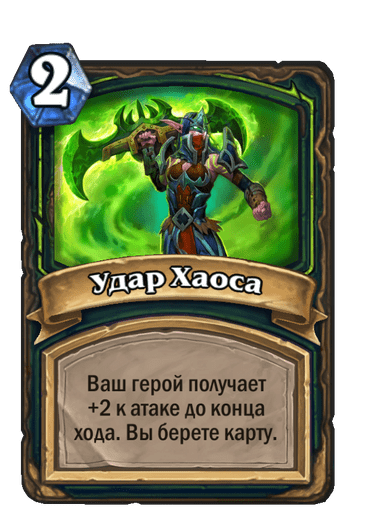 2
Удар Хаоса
Ваш герой получает
+2 к атаке до конца
хода. Вы берете карту.